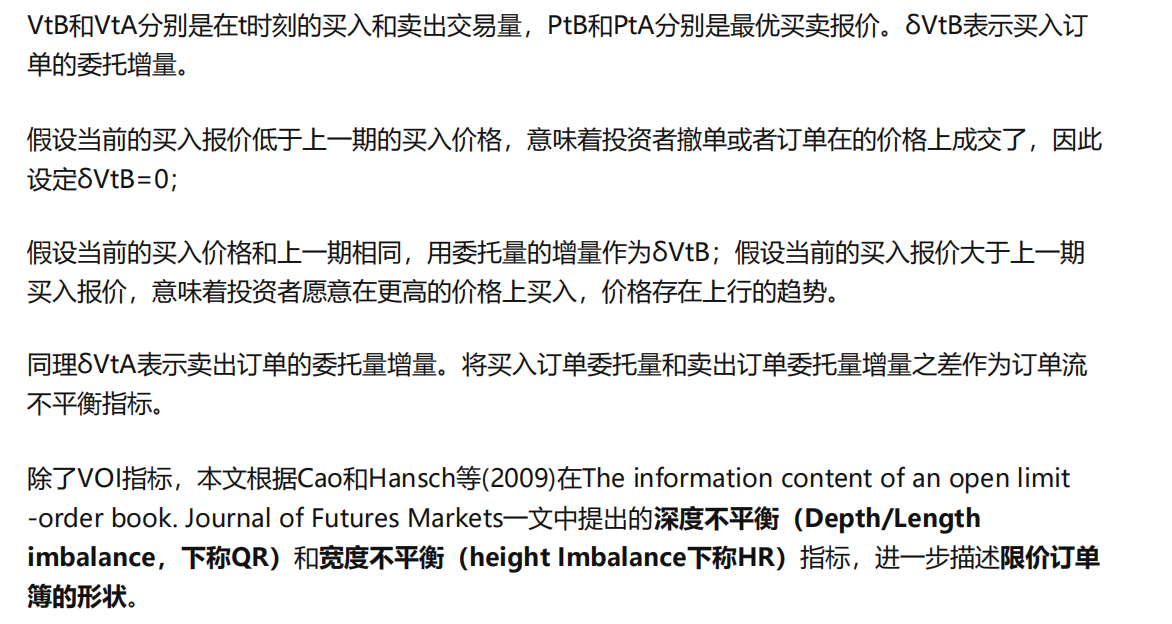 VtB和VtA分别是在t时刻的买入和卖出交易量，PtB和PtA分别是最优买卖报价。δVtB表示买入订
单的委托增量。
假设当前的买入报价低于上一期的买入价格，意味着投资者撤单或者订单在的价格上成交了，因此
设定δVtB=0；
假设当前的买入价格和上一期相同，用委托量的增量作为δVtB；假设当前的买入报价大于上一期
买入报价，意味着投资者愿意在更高的价格上买入，价格存在上行的趋势。
同理δVtA表示卖出订单的委托量增量。将买入订单委托量和卖出订单委托量增量之差作为订单流
不平衡指标。
除了VOI指标，本文根据Cao和Hansch等(2009)在The information content of an open limit
-order book. Journal of Futures Markets一文中提出的深度不平衡（Depth/Length
imbalance，下称QR）和宽度不平衡（height Imbalance下称HR）指标，进一步描述限价订单
簿的形状。